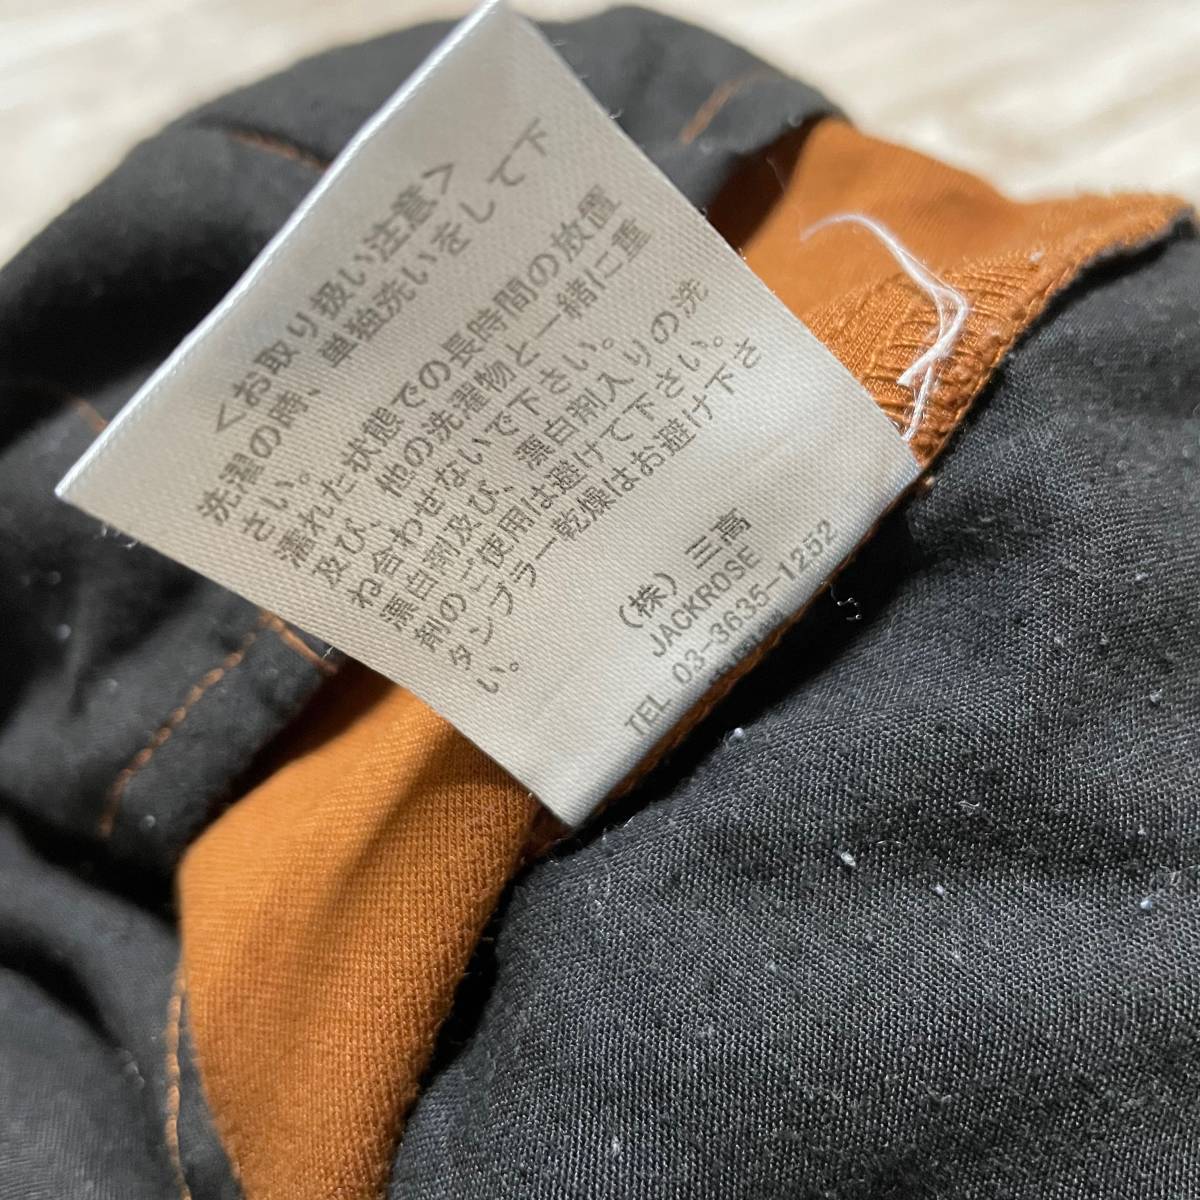 <お取り扱い注意>
洗濯の時、単独洗いをして下
さい。
濡れた状態での長時間の放置
及び、他の洗濯物と一緒に重
ね合わせないで下さい。
漂白剤及び、漂白剤入りの洗
剤のご使用は避けて下さい。
タンブラー乾燥はお避け下さ
い。
(株) 三高
JACKROSE
TEL 03-3635-1252